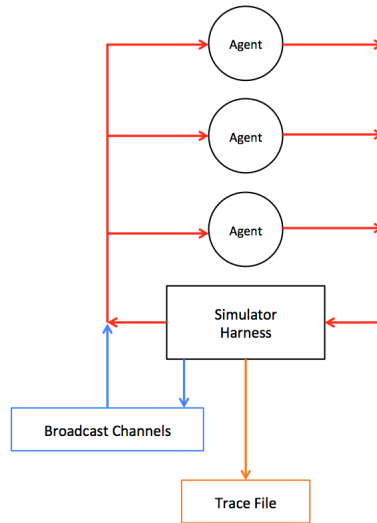 Agent
Agent
Agent
Simulator
Harness
Broadcast Channels
Trace File